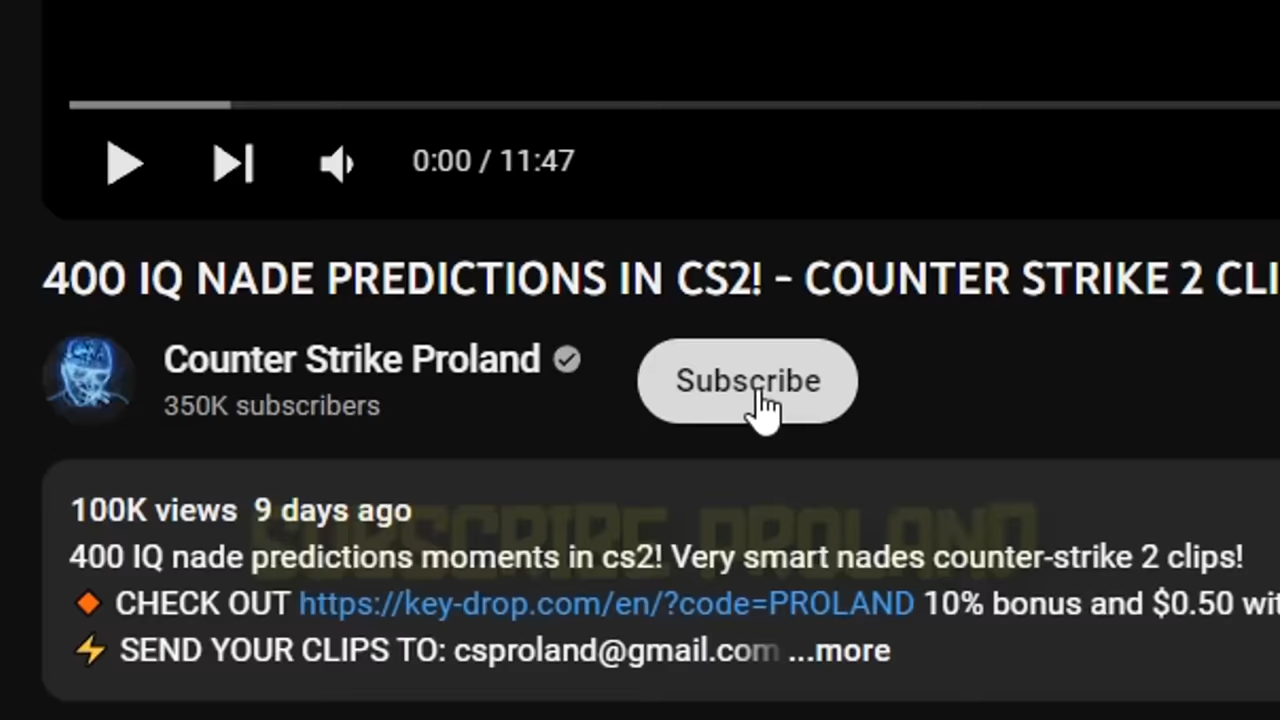 0:00 / 11:47
400 IQ NADE PREDICTIONS IN CS2! - COUNTER STRIKE 2 CLI
Counter Strike Proland
350K subscribers
Subscribe
100K views 9 days ago
SUBSCRIBE PROLAND
400 IQ nade predictions moments in cs2! Very smart nades counter-strike 2 clips!
CHECK OUT https://key-drop.com/en/?code=PROLAND 10% bonus and $0.50 wit
SEND YOUR CLIPS TO: csproland@gmail.com ...more